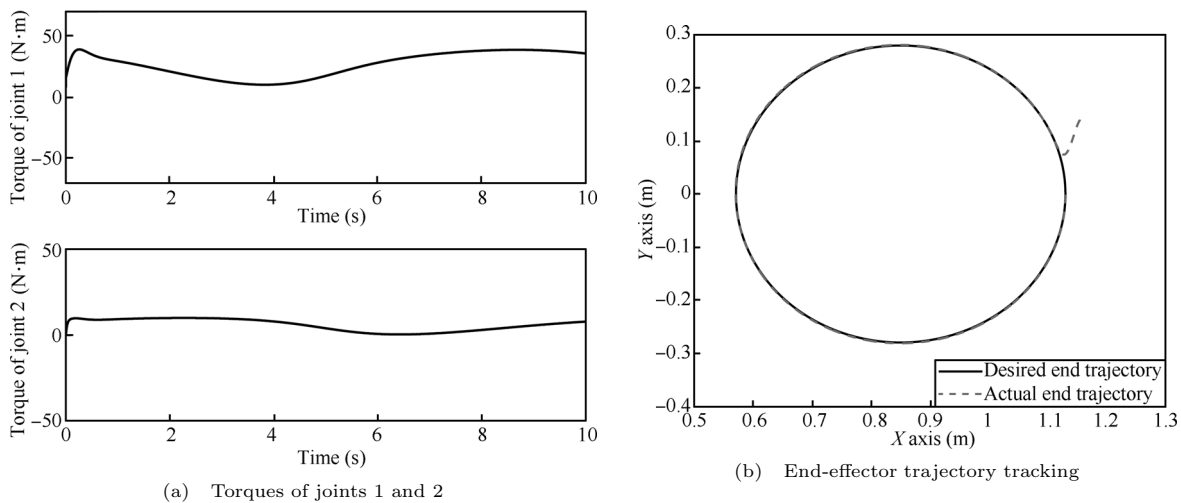 Torque of joint 1 (N·m)
50
0
−50
0 2 4 6 8 10
Time (s)
Torque of joint 2 (N·m)
50
0
−50
0 2 4 6 8 10
Time (s)
(a) Torques of joints 1 and 2
Y axis (m)
0.3
0.2
0.1
0
−0.1
−0.2
−0.3
−0.4
Desired end trajectory
Actual end trajectory
0.5 0.6 0.7 0.8 0.9 1 1.1 1.2 1.3
X axis (m)
(b) End-effector trajectory tracking